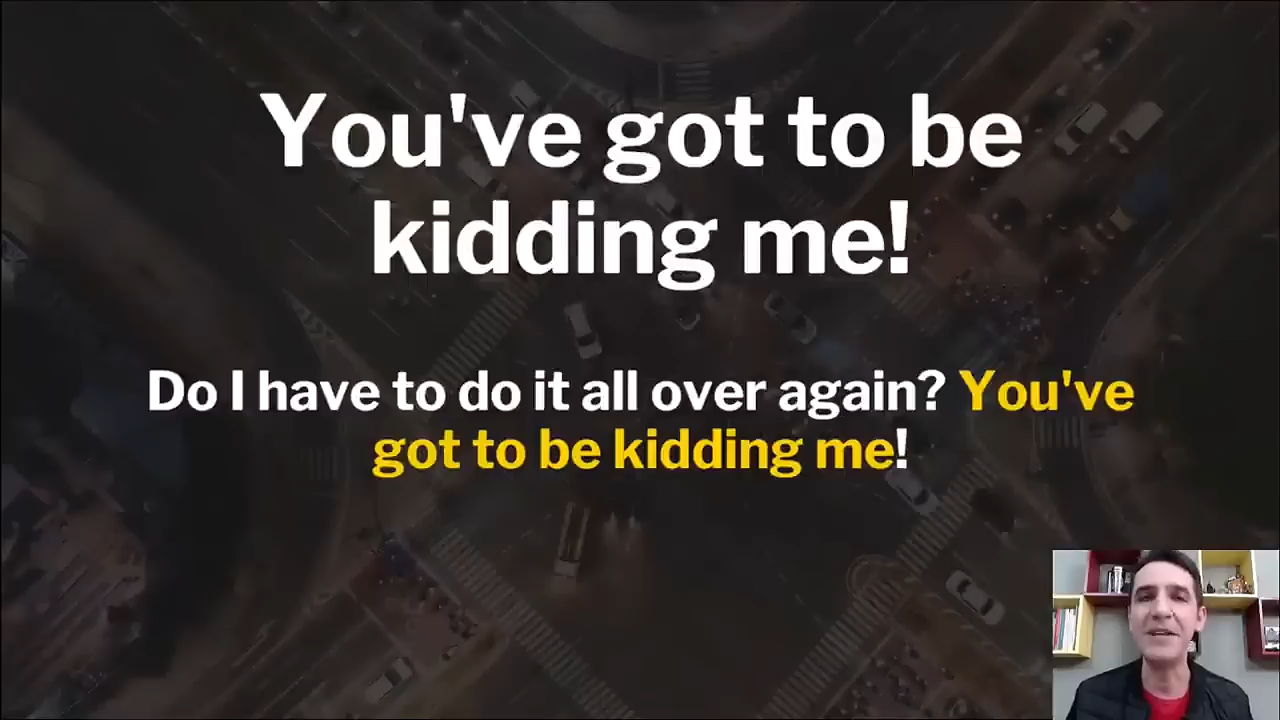 You've got to be
kidding me!
Do I have to do it all over again? You've
got to be kidding me!